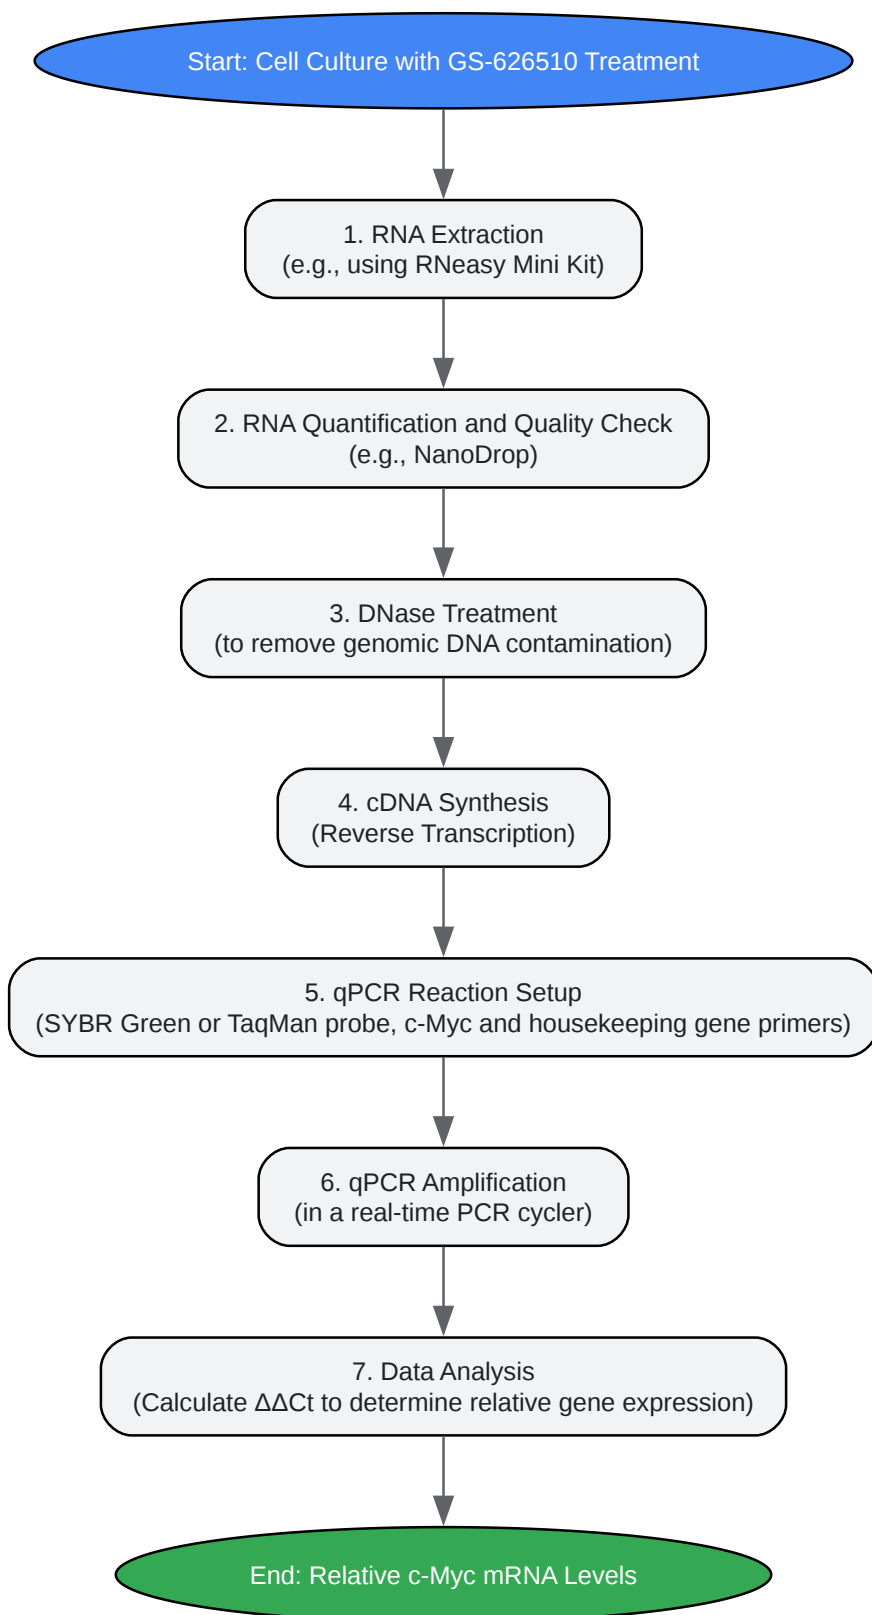 Start: Cell Culture with GS-626510 Treatment
1. RNA Extraction
(e.g., using RNeasy Mini Kit)
2. RNA Quantification and Quality Check
(e.g., NanoDrop)
3. DNase Treatment
(to remove genomic DNA contamination)
4. cDNA Synthesis
(Reverse Transcription)
5. qPCR Reaction Setup
(SYBR Green or TaqMan probe, c-Myc and housekeeping gene primers)
6. qPCR Amplification
(in a real-time PCR cycler)
7. Data Analysis
(Calculate ΔΔCt to determine relative gene expression)
End: Relative c-Myc mRNA Levels